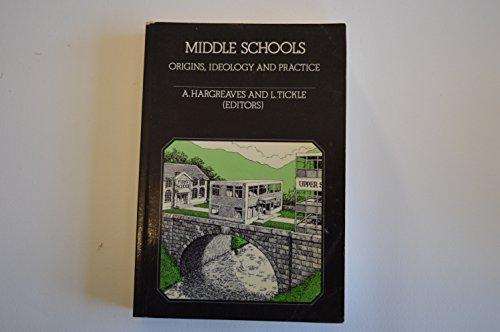 MIDDLE SCHOOLS
ORIGINS, IDEOLOGY AND PRACTICE
A. HARGREAVES AND L. TICKLE
(EDITORS)
UPPER S